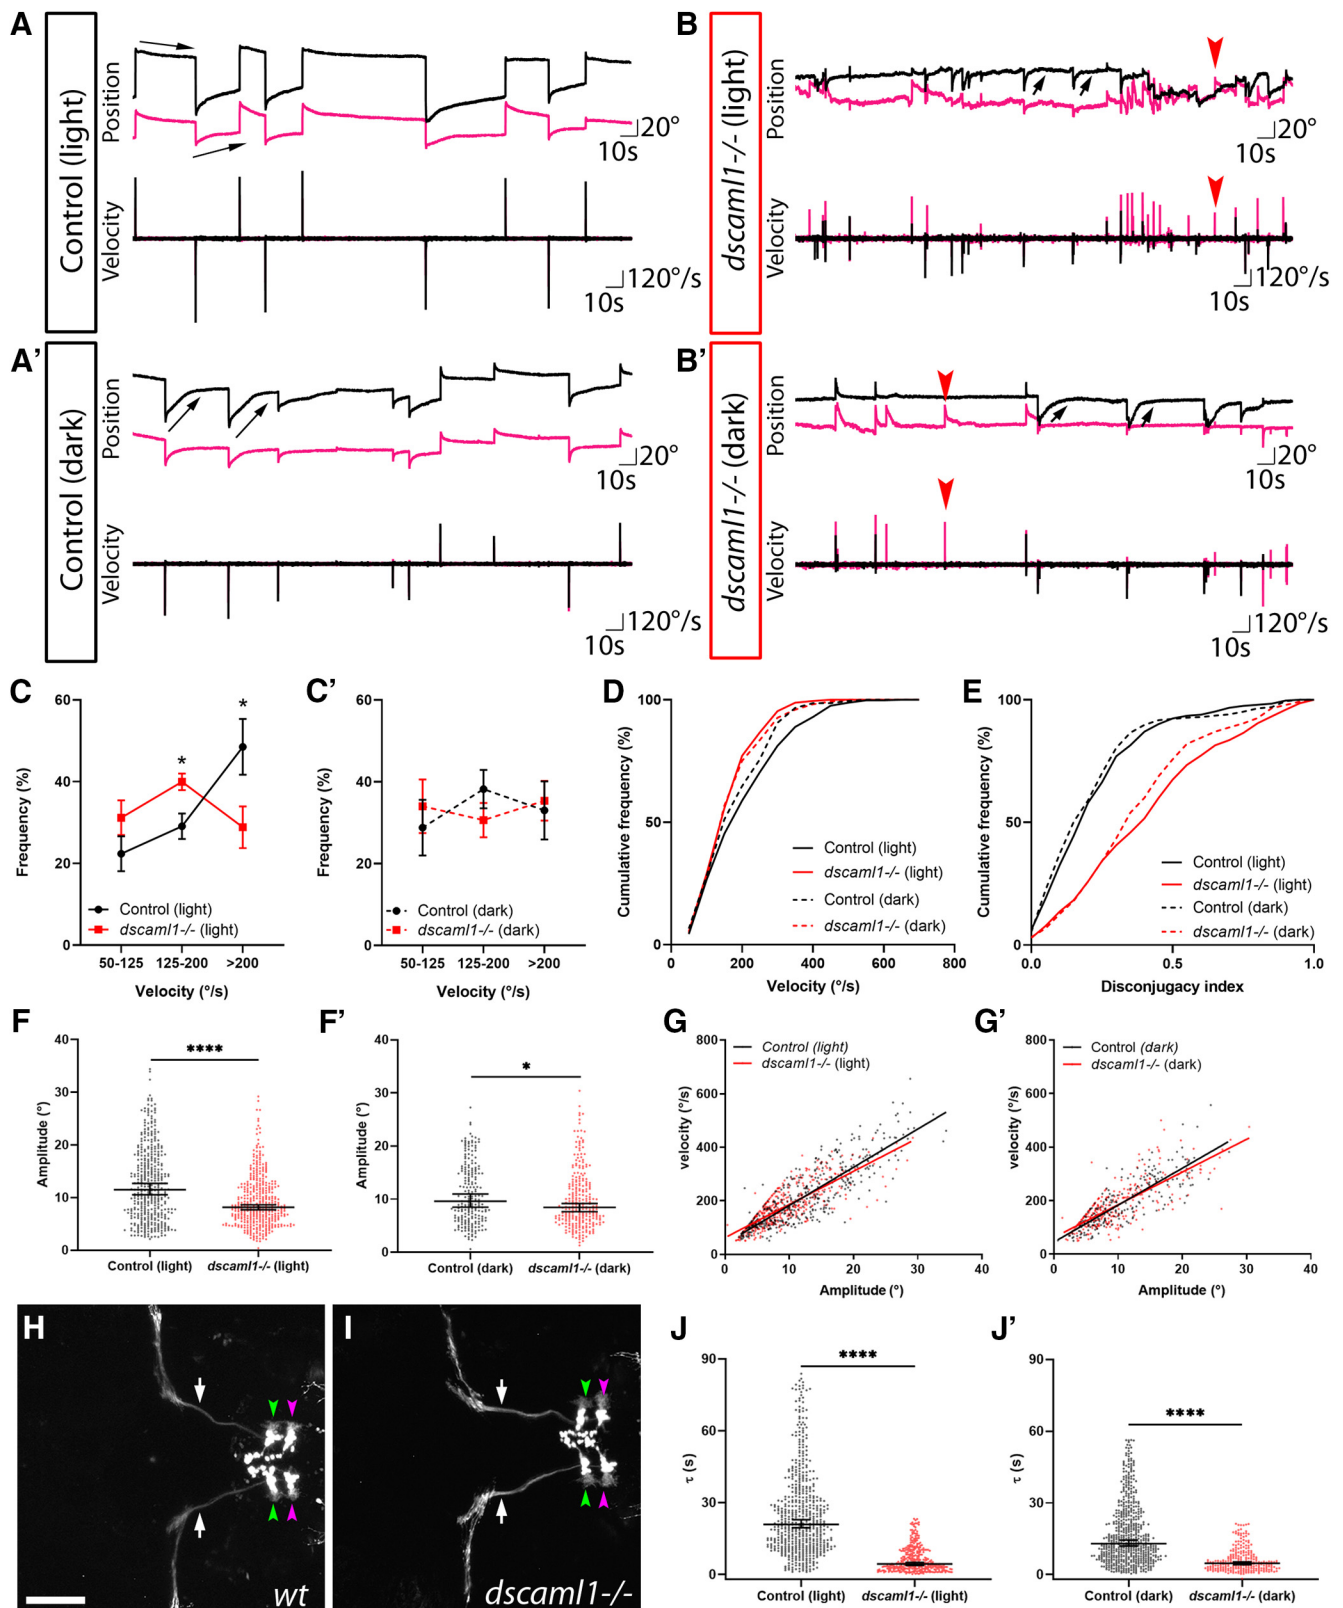 A
Control (light)
Position
20°
10s
Velocity
120°/s
10s
B
dscaml1-/- (light)
Position
20°
10s
Velocity
120°/s
10s
A'
Control (dark)
Position
20°
10s
Velocity
120°/s
10s
B'
dscaml1-/- (dark)
Position
20°
10s
Velocity
120°/s
10s
C
60
40
20
0
Frequency (%)
*
*
Control (light)
dscaml1-/- (light)
50-125 125-200 >200
Velocity (°/s)
C'
60
40
20
0
Frequency (%)
Control (dark)
dscaml1-/- (dark)
50-125 125-200 >200
Velocity (°/s)
D
100
50
0
Cumulative frequency (%)
Control (light)
dscaml1-/- (light)
Control (dark)
dscaml1-/- (dark)
0 200 400 600 800
Velocity (°/s)
E
100
50
0
Cumulative frequency (%)
Control (light)
dscaml1-/- (light)
Control (dark)
dscaml1-/- (dark)
0.0 0.5 1.0
Disconjugacy index
F
40
30
20
10
0
Amplitude (°)
****
Control (light) dscaml1-/- (light)
F'
40
30
20
10
0
Amplitude (°)
*
Control (dark) dscaml1-/- (dark)
G
800
600
400
200
0
velocity (°/s)
Control (light)
dscaml1-/- (light)
0 10 20 30 40
Amplitude (°)
G'
800
600
400
200
0
velocity (°/s)
Control (dark)
dscaml1-/- (dark)
0 10 20 30 40
Amplitude (°)
H
wt
I
dscaml1-/-
J
90
60
30
0
τ (s)
****
Control (light) dscaml1-/- (light)
J'
90
60
30
0
τ (s)
****
Control (dark) dscaml1-/- (dark)